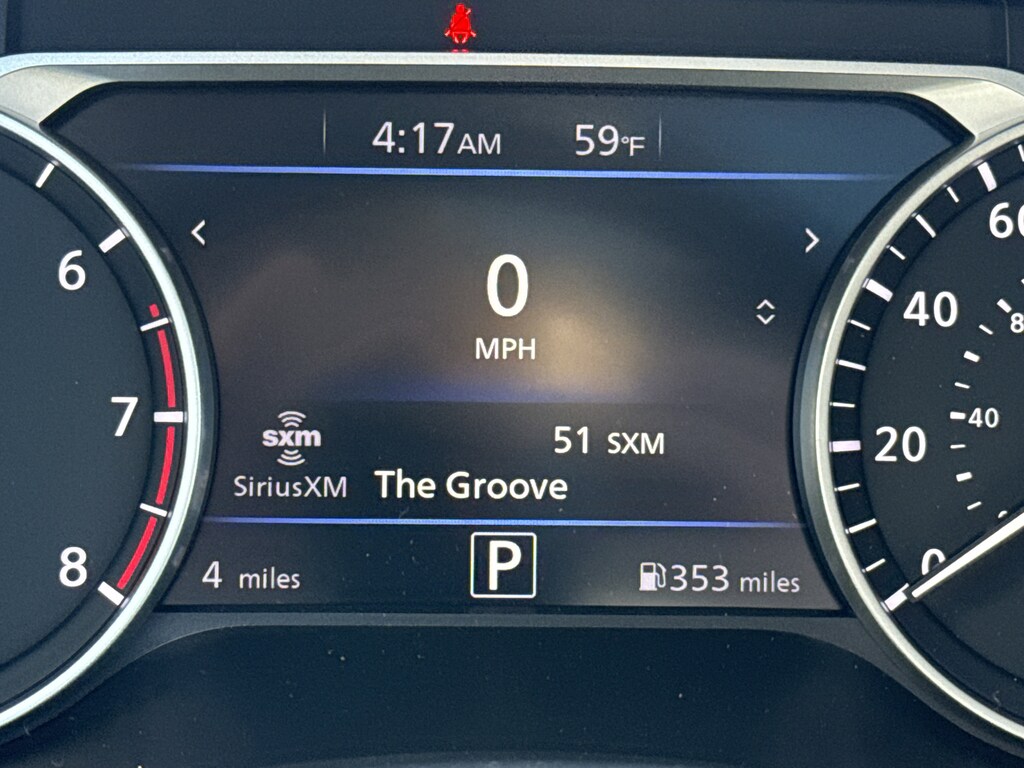 4:17AM 59°F
6
7
8
0
MPH
sxm
SiriusXM
51 SXM
The Groove
4 miles
P
353 miles
60
40
20
0
40